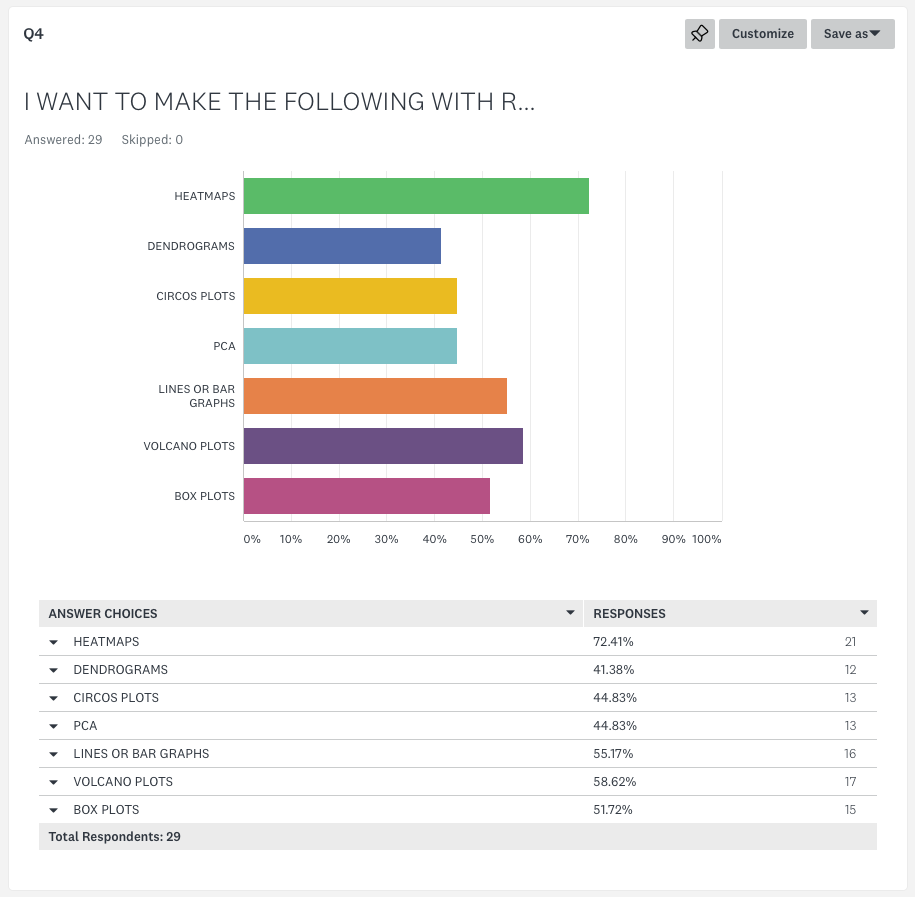 Q4
Customize
Save as
I WANT TO MAKE THE FOLLOWING WITH R...
Answered: 29 Skipped: 0
HEATMAPS
DENDROGRAMS
CIRCOS PLOTS
PCA
LINES OR BAR
GRAPHS
VOLCANO PLOTS
BOX PLOTS
0% 10% 20% 30% 40% 50% 60% 70% 80% 90% 100%
ANSWER CHOICES RESPONSES
HEATMAPS 72.41% 21
DENDROGRAMS 41.38% 12
CIRCOS PLOTS 44.83% 13
PCA 44.83% 13
LINES OR BAR GRAPHS 55.17% 16
VOLCANO PLOTS 58.62% 17
BOX PLOTS 51.72% 15
Total Respondents: 29